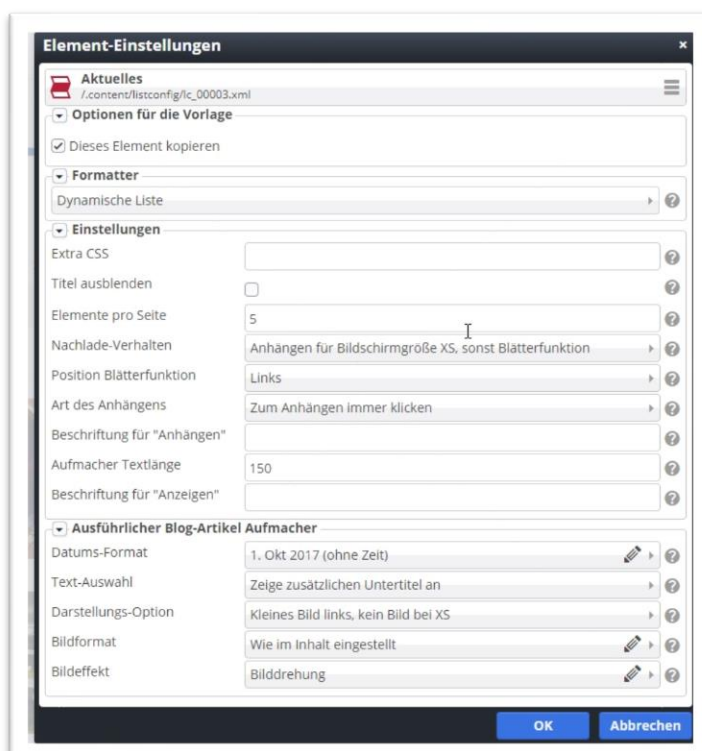 Element-Einstellungen
Aktuelles
/.content/listconfig/lc_00003.xml
Optionen für die Vorlage
Dieses Element kopieren
Formatter
Dynamische Liste
Einstellungen
Extra CSS
Titel ausblenden
Elemente pro Seite 5
Nachlade-Verhalten Anhängen für Bildschirmgröße XS, sonst Blätterfunktion
Position Blätterfunktion Links
Art des Anhängens Zum Anhängen immer klicken
Beschriftung für "Anhängen"
Aufmacher Textlänge 150
Beschriftung für "Anzeigen"
Ausführlicher Blog-Artikel Aufmacher
Datums-Format 1. Okt 2017 (ohne Zeit)
Text-Auswahl Zeige zusätzlichen Untertitel an
Darstellungs-Option Kleines Bild links, kein Bild bei XS
Bildformat Wie im Inhalt eingestellt
Bildeffekt Bilddrehung
OK Abbrechen